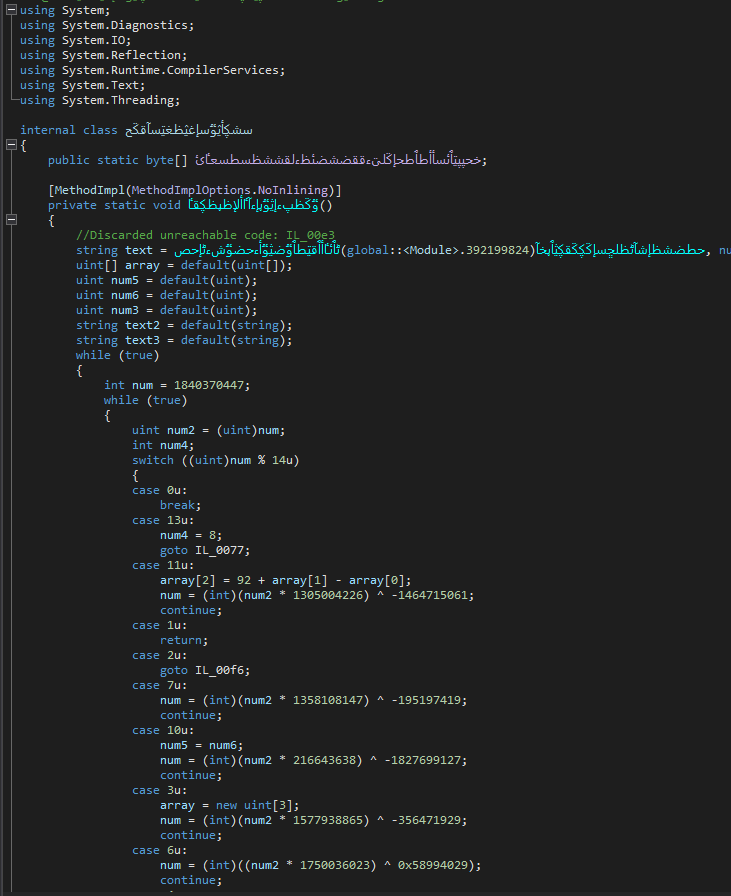 using System;
using System.Diagnostics;
using System.IO;
using System.Reflection;
using System.Runtime.CompilerServices;
using System.Text;
using System.Threading;
internal class
{
public static byte[] ;
[MethodImpl(MethodImplOptions.NoInlining)]
private static void ()
{
//Discarded unreachable code: IL_00e3
string text = (global::<Module>.392199824), nu
uint[] array = default(uint[]);
uint num5 = default(uint);
uint num6 = default(uint);
uint num3 = default(uint);
string text2 = default(string);
string text3 = default(string);
while (true)
{
int num = 1840370447;
while (true)
{
uint num2 = (uint)num;
int num4;
switch ((uint)num % 14u)
{
case 0u:
break;
case 13u:
num4 = 8;
goto IL_0077;
case 11u:
array[2] = 92 + array[1] - array[0];
num = (int)(num2 * 1305004226) ^ -1464715061;
continue;
case 1u:
return;
case 2u:
goto IL_00f6;
case 7u:
num = (int)(num2 * 1358108147) ^ -195197419;
continue;
case 10u:
num5 = num6;
num = (int)(num2 * 216643638) ^ -1827699127;
continue;
case 3u:
array = new uint[3];
num = (int)(num2 * 1577938865) ^ -356471929;
continue;
case 6u:
num = (int)((num2 * 1750036023) ^ 0x58994029);
continue;